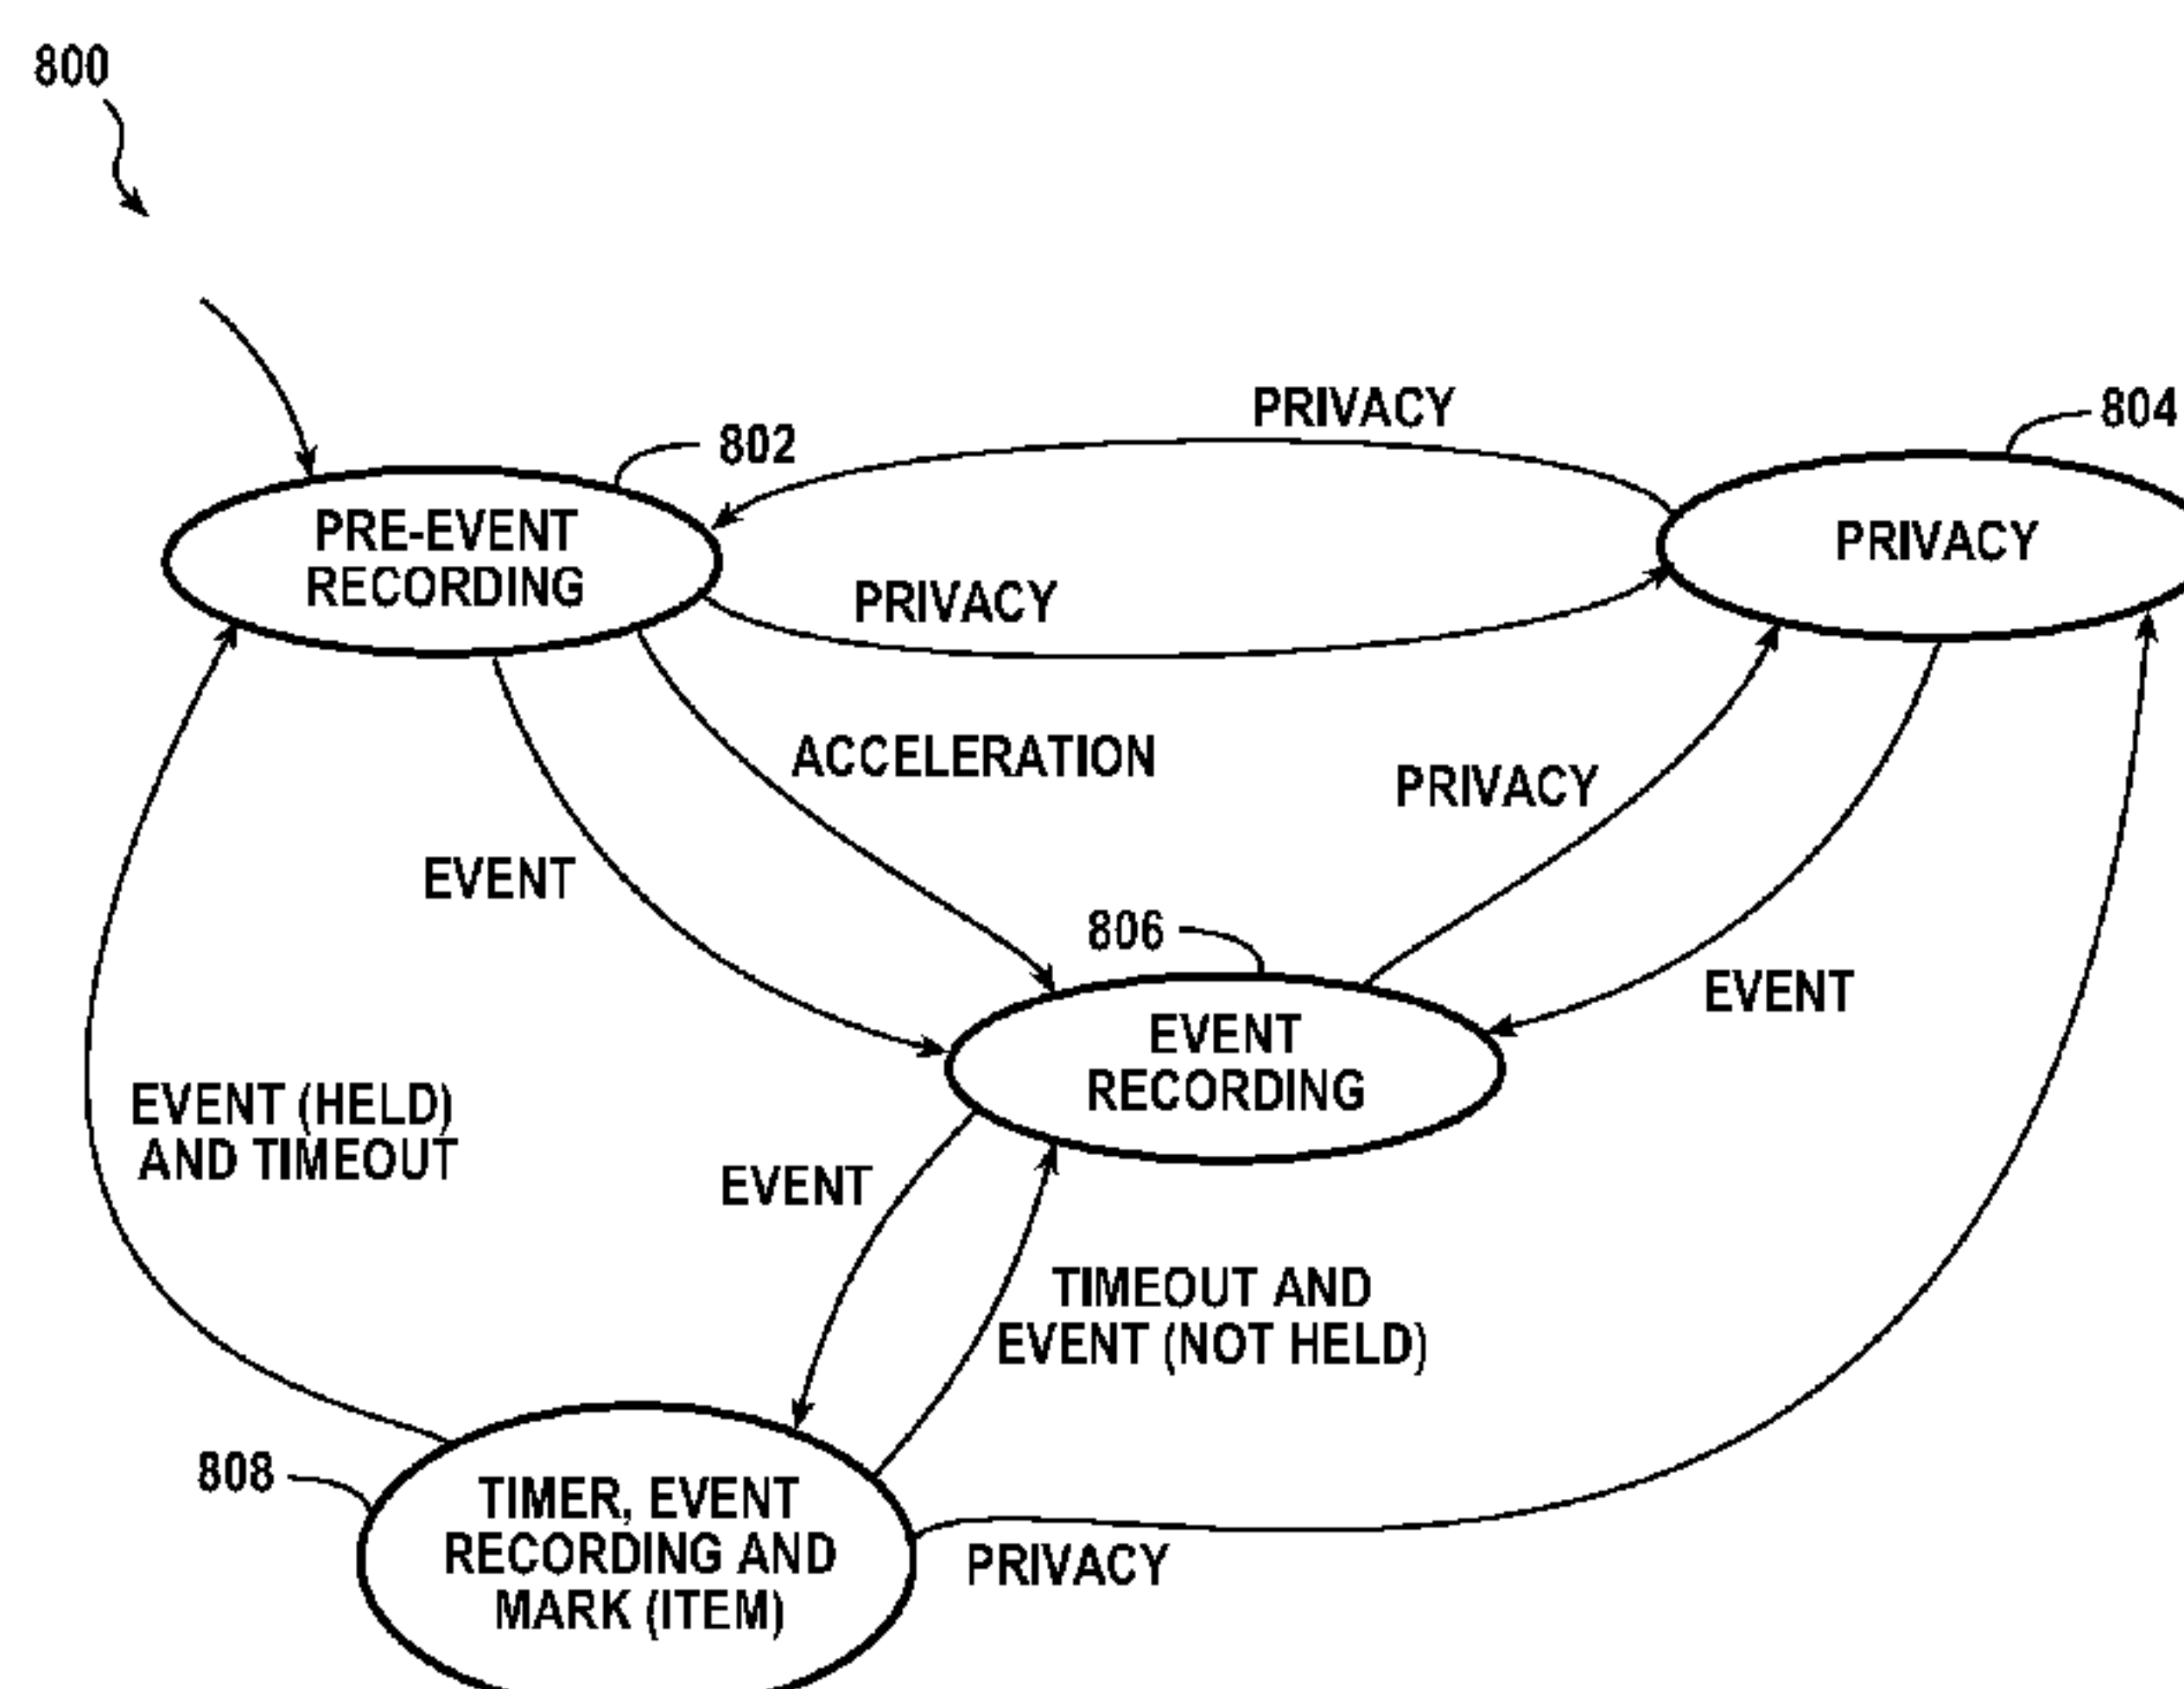 800
PRIVACY
804
802
PRE-EVENT
RECORDING
PRIVACY
PRIVACY
ACCELERATION
PRIVACY
EVENT
806
EVENT
EVENT
RECORDING
EVENT (HELD)
AND TIMEOUT
EVENT
TIMEOUT AND
EVENT (NOT HELD)
808
TIMER, EVENT
RECORDING AND
MARK (ITEM)
PRIVACY